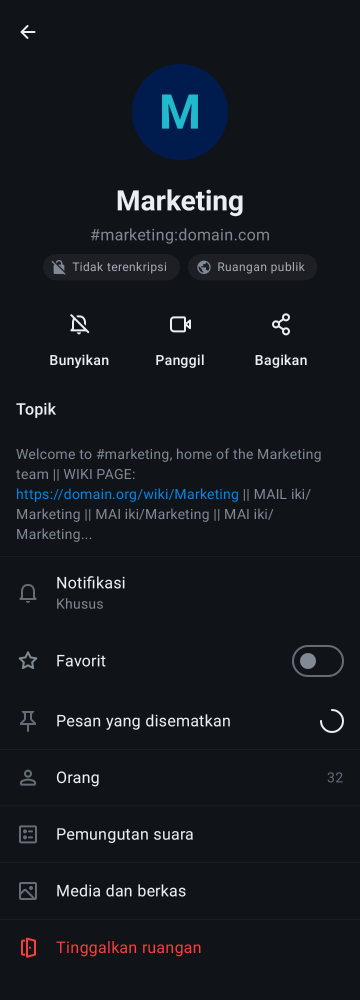 M
Marketing
#marketing:domain.com
Tidak terenkripsi
Ruangan publik
Bunyikan
Panggil
Bagikan
Topik
Welcome to #marketing, home of the Marketing
team || WIKI PAGE:
https://domain.org/wiki/Marketing || MAIL iki/
Marketing || MAI iki/Marketing || MAI iki/
Marketing...
Notifikasi
Khusus
Favorit
Pesan yang disematkan
Orang 32
Pemungutan suara
Media dan berkas
Tinggalkan ruangan